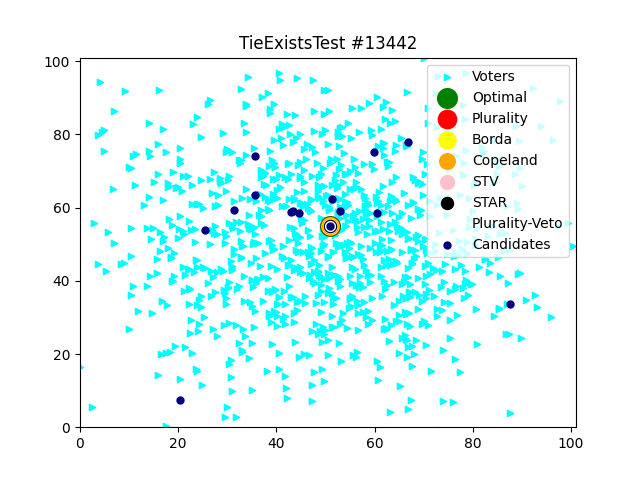 TieExistsTest #13442
100
80
60
40
20
0
0
20
40
60
80
100
Voters
Optimal
Plurality
Borda
Copeland
STV
STAR
Plurality-Veto
Candidates